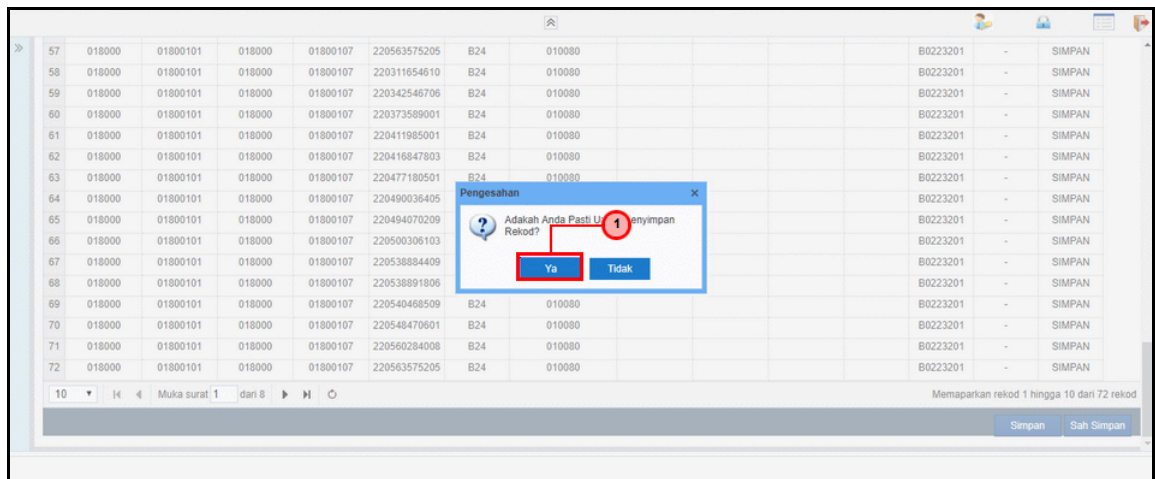 57 018000 01800101 018000 01800107 220563575205 B24 010080 B0223201 - SIMPAN
58 018000 01800101 018000 01800107 220311654610 B24 010080 B0223201 - SIMPAN
59 018000 01800101 018000 01800107 220342546706 B24 010080 B0223201 - SIMPAN
60 018000 01800101 018000 01800107 220373589001 B24 010080 B0223201 - SIMPAN
61 018000 01800101 018000 01800107 220411985001 B24 010080 B0223201 - SIMPAN
62 018000 01800101 018000 01800107 220416847803 B24 010080 B0223201 - SIMPAN
63 018000 01800101 018000 01800107 220477180501 B24 010080 B0223201 - SIMPAN
64 018000 01800101 018000 01800107 220490036405 B0223201 - SIMPAN
65 018000 01800101 018000 01800107 220494070209 B0223201 - SIMPAN
66 018000 01800101 018000 01800107 220500306103 B0223201 - SIMPAN
67 018000 01800101 018000 01800107 220538884409 B0223201 - SIMPAN
68 018000 01800101 018000 01800107 220538891806 B0223201 - SIMPAN
69 018000 01800101 018000 01800107 220540468509 B24 010080 B0223201 - SIMPAN
70 018000 01800101 018000 01800107 220548470601 B24 010080 B0223201 - SIMPAN
71 018000 01800101 018000 01800107 220560284008 B24 010080 B0223201 - SIMPAN
72 018000 01800101 018000 01800107 220563575205 B24 010080 B0223201 - SIMPAN
Pengesahan ×
Adakah Anda Pasti enyimpan
Rekod?
1
Ya Tidak
10 Muka surat 1 dari 8 Memaparkan rekod 1 hingga 10 dari 72 rekod
Simpan Sah Simpan